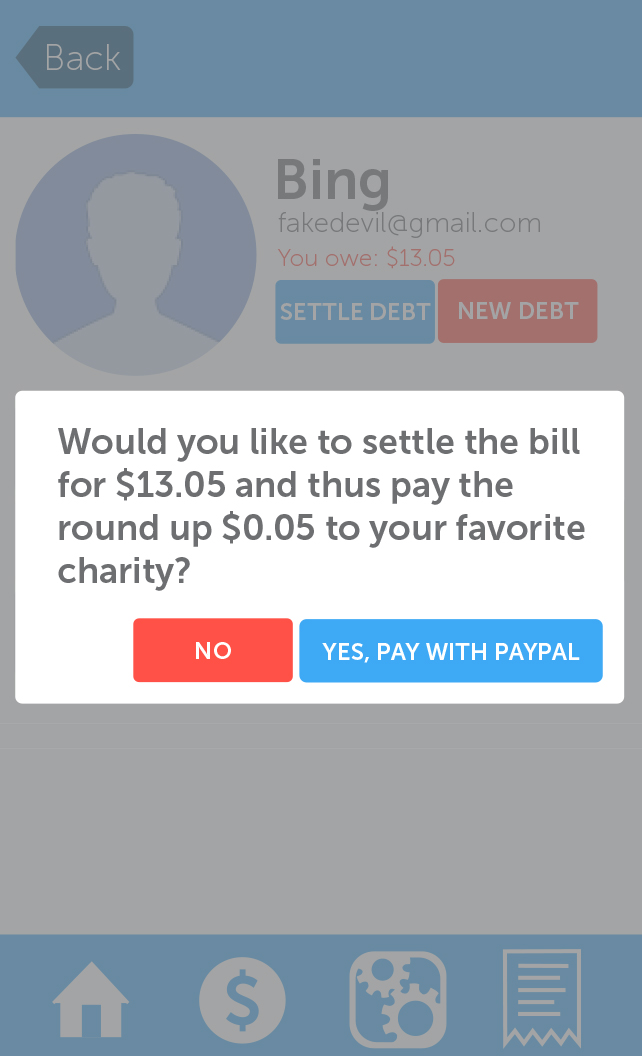 Back
Bing
fakedevil@gmail.com
You owe: $13.05
SETTLE DEBT
NEW DEBT
Would you like to settle the bill
for $13.05 and thus pay the
round up $0.05 to your favorite
charity?
NO
YES, PAY WITH PAYPAL
$